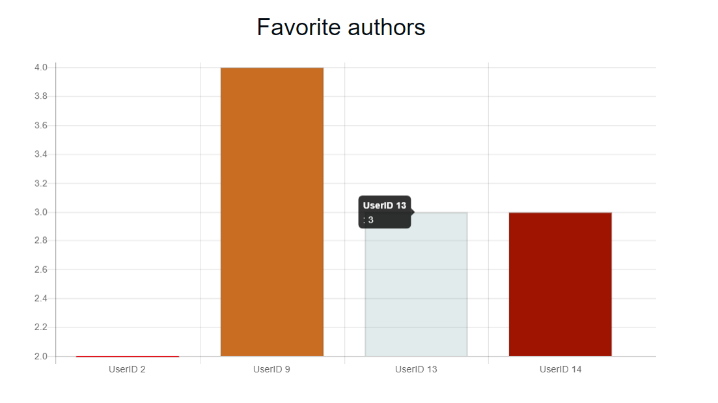 Favorite authors
4.0
3.8
3.6
3.4
3.2
3.0
2.8
2.6
2.4
2.2
2.0
UserID 13
: 3
UserID 2
UserID 9
UserID 13
UserID 14